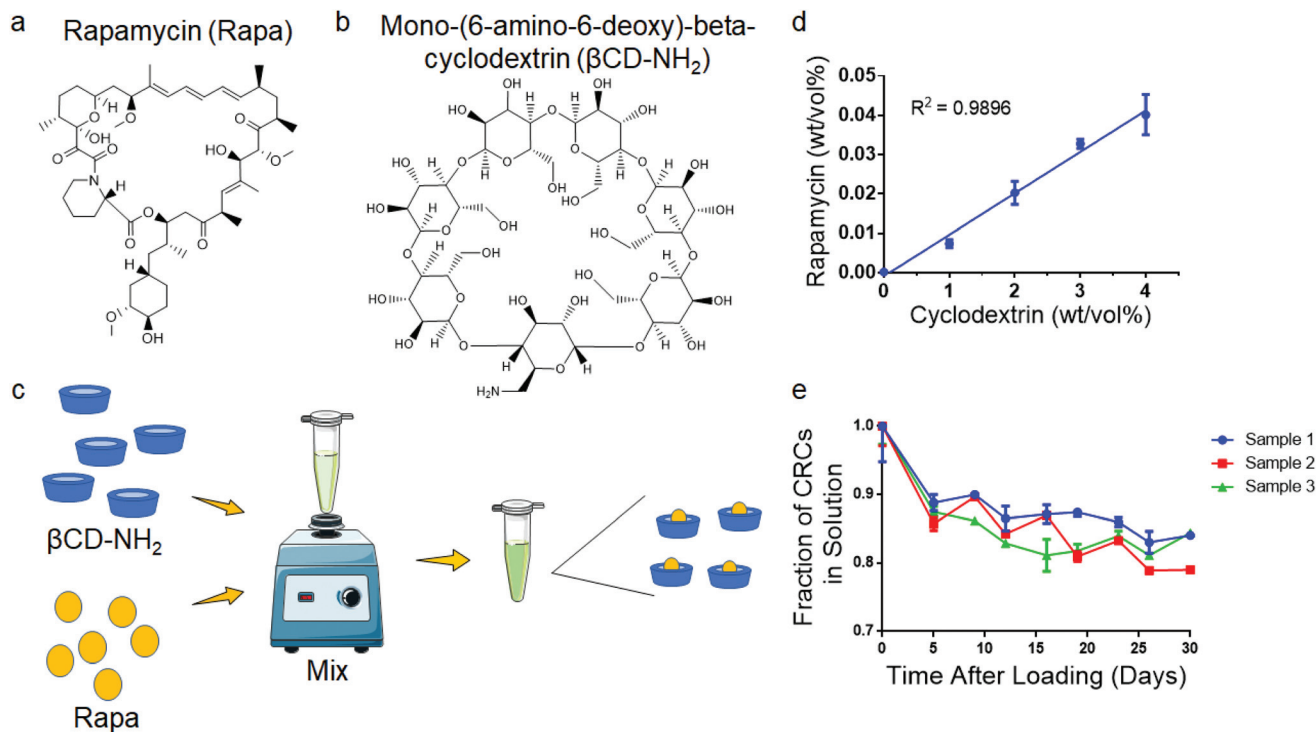 a
Rapamycin (Rapa)
b
Mono-(6-amino-6-deoxy)-beta-
cyclodextrin (βCD-NH₂)
d
Rapamycin (wt/vol%)
0.05
0.04
0.03
0.02
0.01
0.00
R² = 0.9896
0 1 2 3 4
Cyclodextrin (wt/vol%)
c
βCD-NH₂
Rapa
Mix
e
Fraction of CRCs
in Solution
1.0
0.9
0.8
0.7
0 5 10 15 20 25 30
Time After Loading (Days)
Sample 1
Sample 2
Sample 3